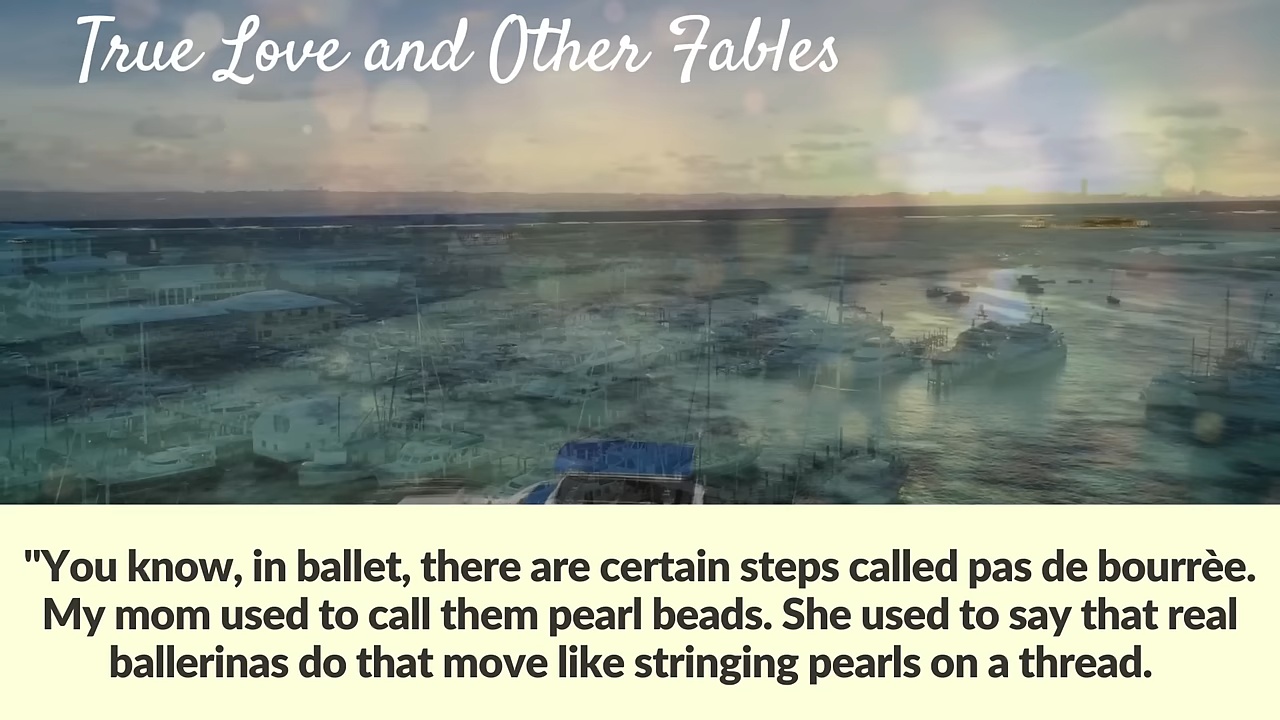 True Love and Other Fables
"You know, in ballet, there are certain steps called pas de bourrèe.
My mom used to call them pearl beads. She used to say that real
ballerinas do that move like stringing pearls on a thread.